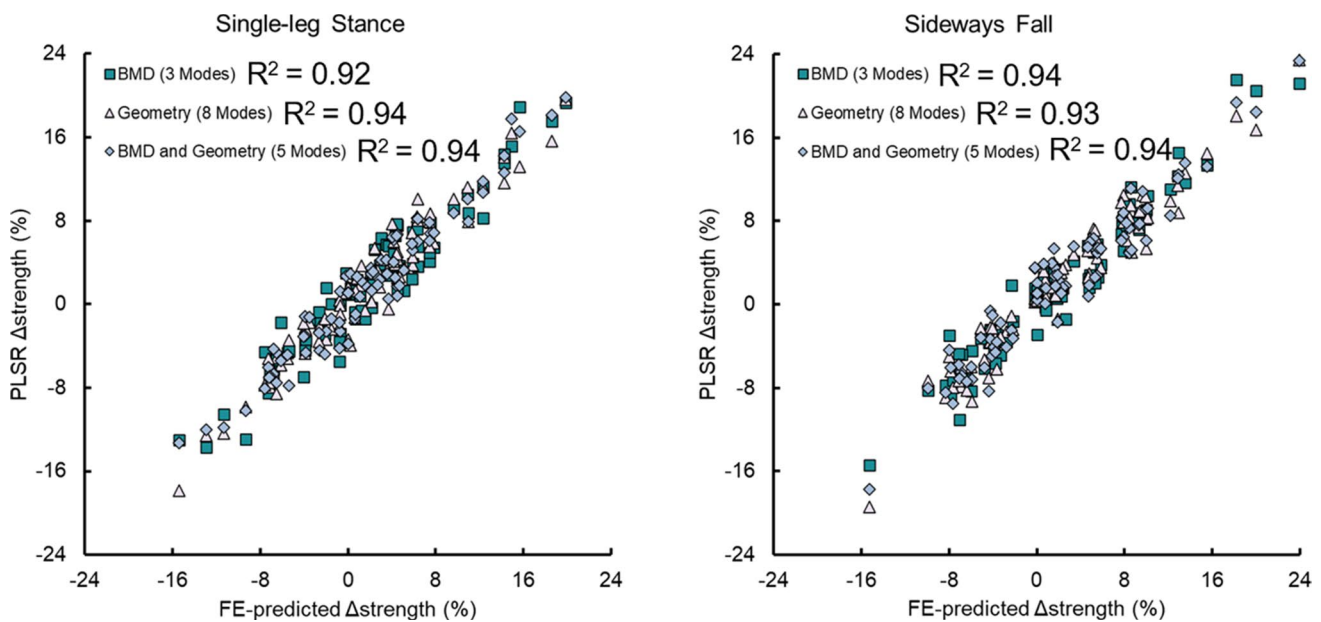 Single-leg Stance
24
16
8
0
-8
-16
-24
PLSR Δstrength (%)
BMD (3 Modes) R² = 0.92
Geometry (8 Modes) R² = 0.94
BMD and Geometry (5 Modes) R² = 0.94
-24 -16 -8 0 8 16 24
FE-predicted Δstrength (%)
Sideways Fall
24
16
8
0
-8
-16
-24
PLSR Δstrength (%)
BMD (3 Modes) R² = 0.94
Geometry (8 Modes) R² = 0.93
BMD and Geometry (5 Modes) R² = 0.94
-24 -16 -8 0 8 16 24
FE-predicted Δstrength (%)